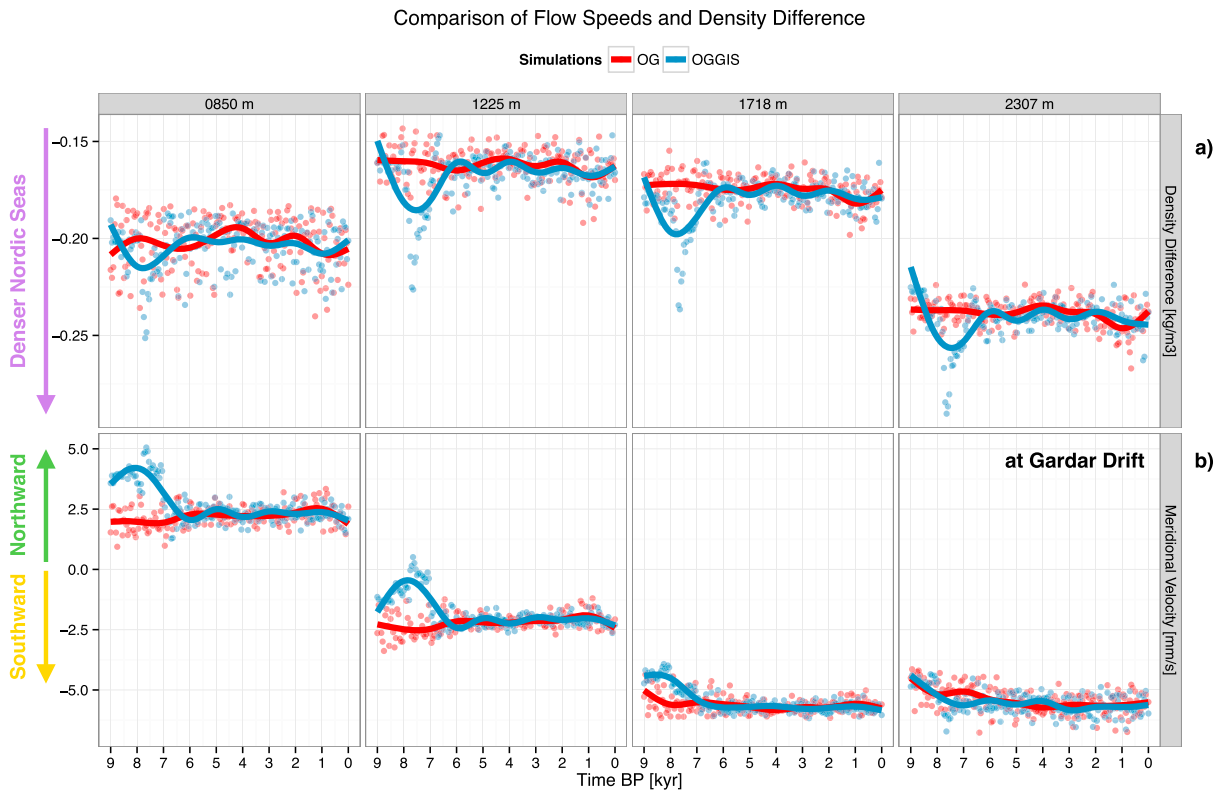 Comparison of Flow Speeds and Density Difference
Simulations OG OGGIS
0850 m 1225 m 1718 m 2307 m
a)
Denser Nordic Seas
−0.15
−0.20
−0.25
Density Difference [kg/m3]
b)
at Gardar Drift
Northward
Southward
5.0
2.5
0.0
−2.5
−5.0
Meridional Velocity [mm/s]
9 8 7 6 5 4 3 2 1 0 9 8 7 6 5 4 3 2 1 0 9 8 7 6 5 4 3 2 1 0 9 8 7 6 5 4 3 2 1 0
Time BP [kyr]